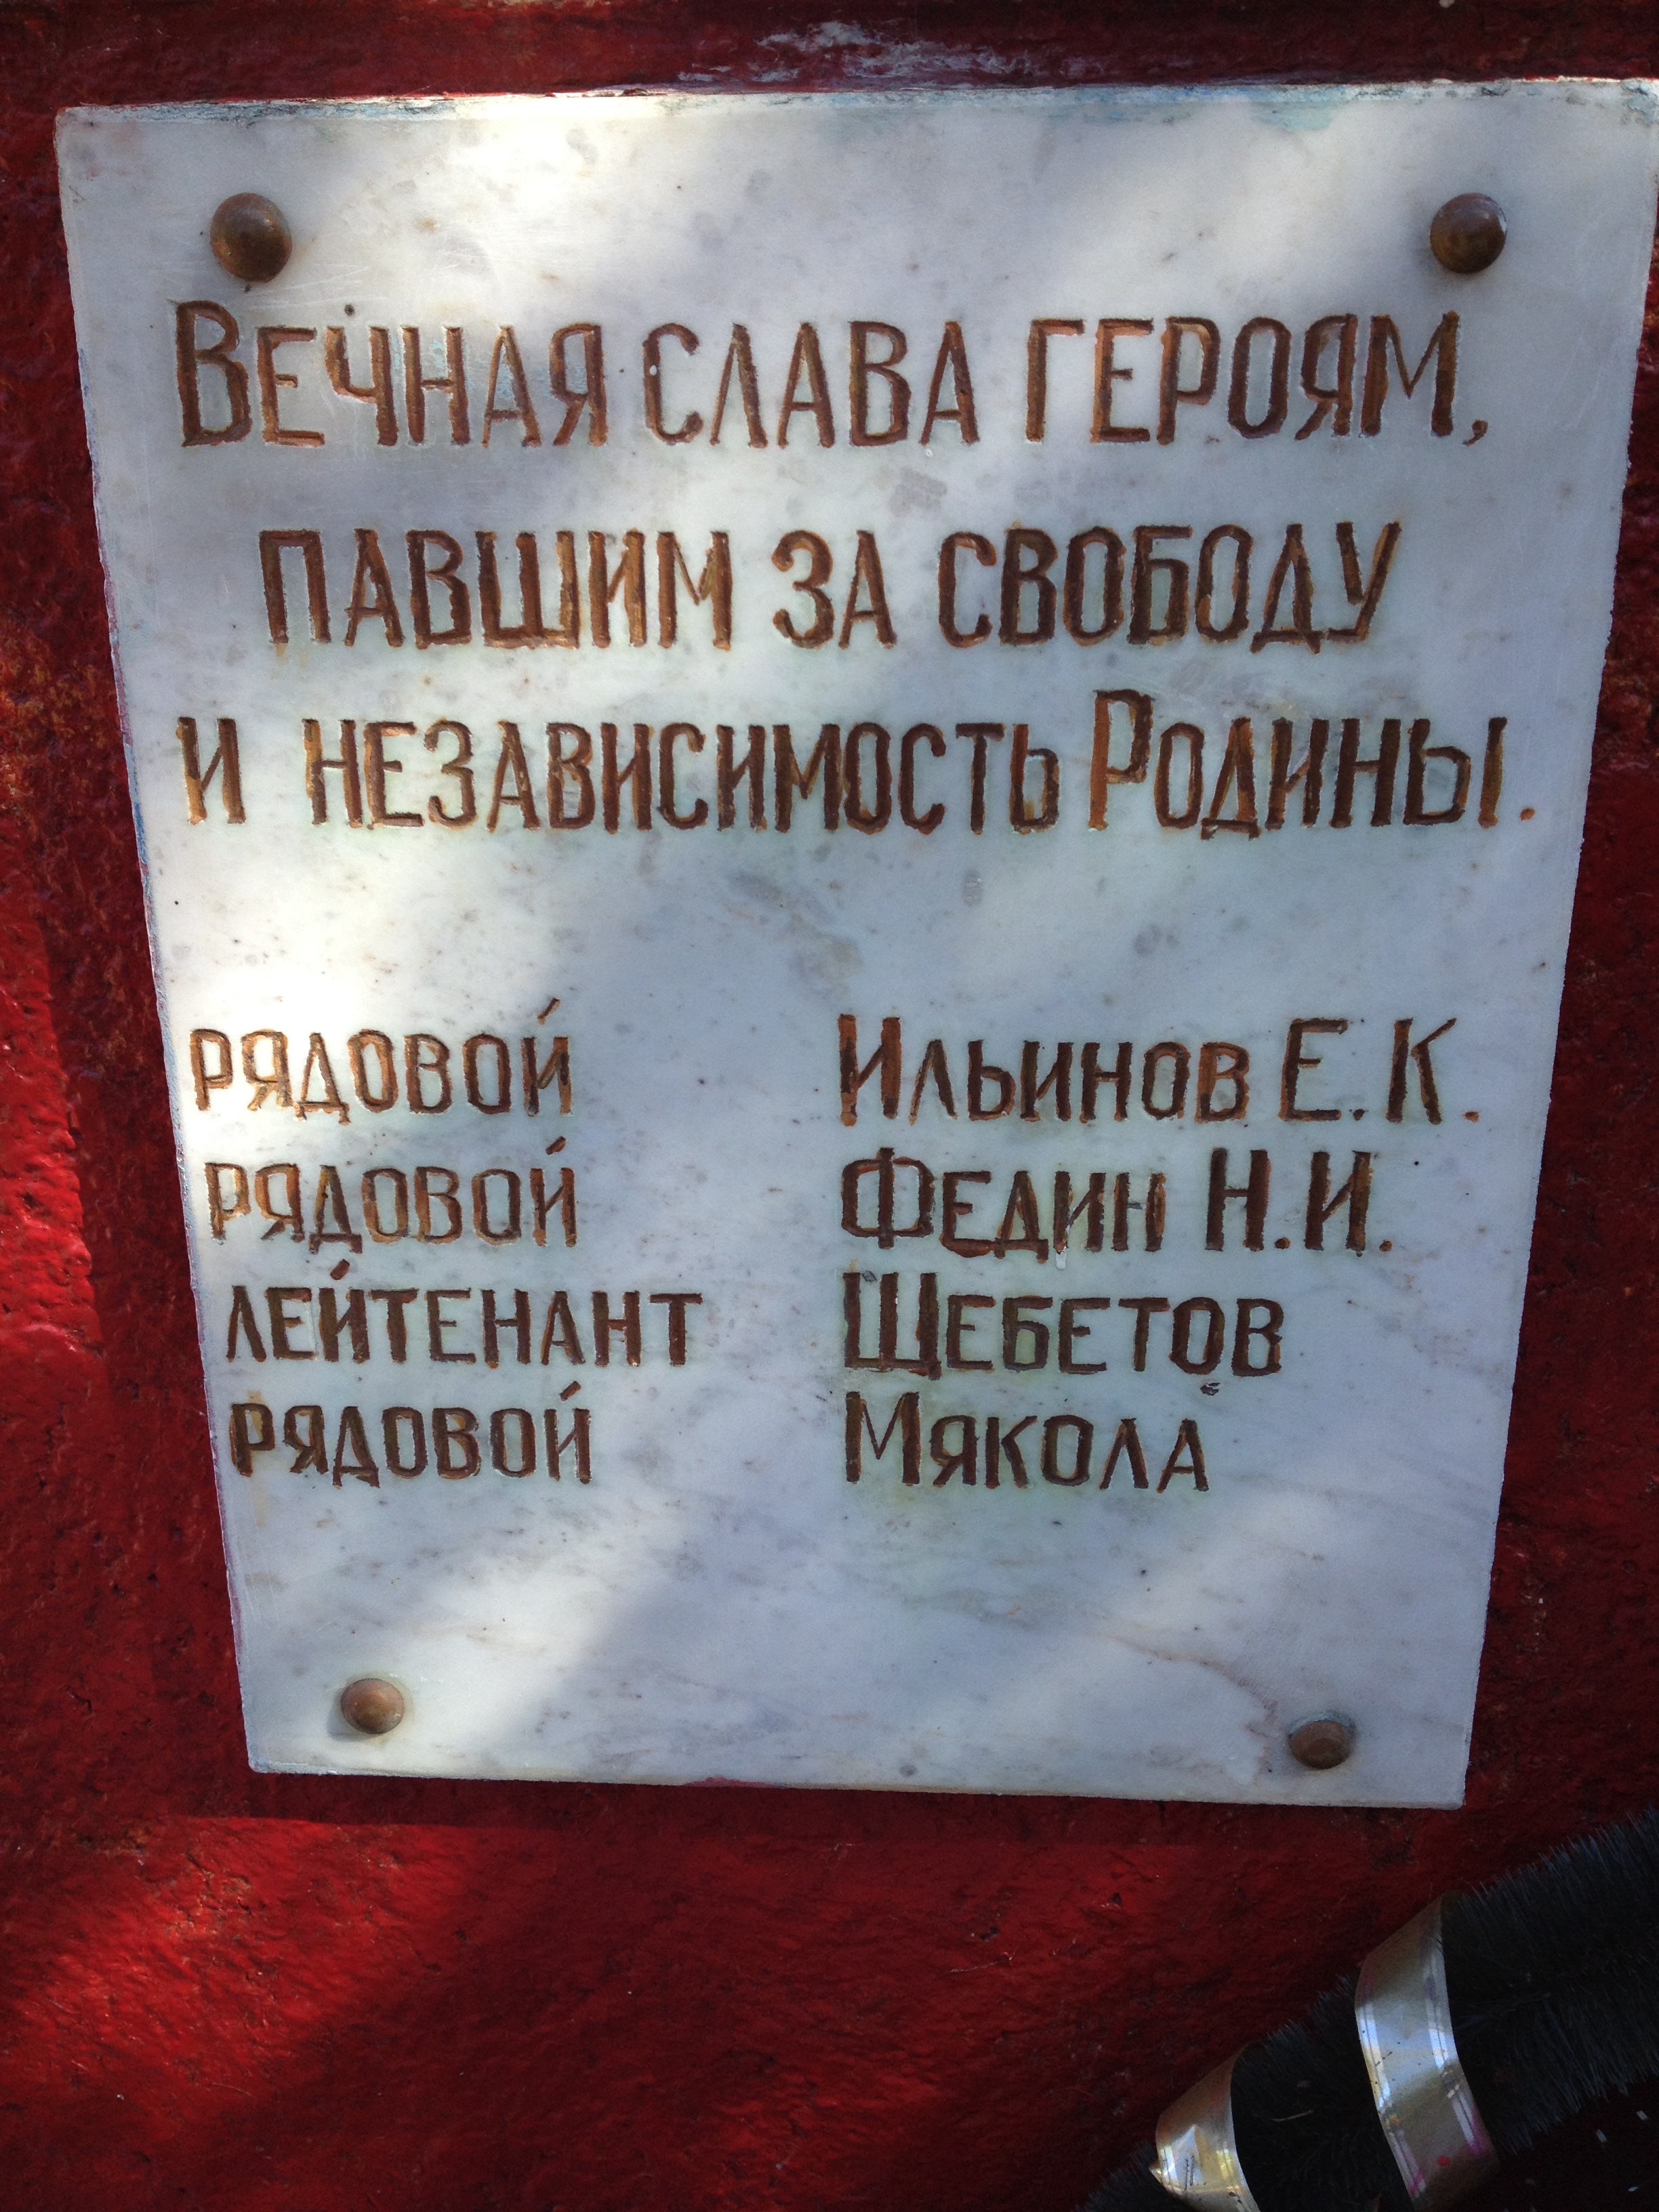 Вечная слава героям,
павшим за свободу
и независимость Родины.
рядовой Ильинов Е.К.
рядовой Федин Н.И.
лейтенант Щебетов
рядовой Мякола